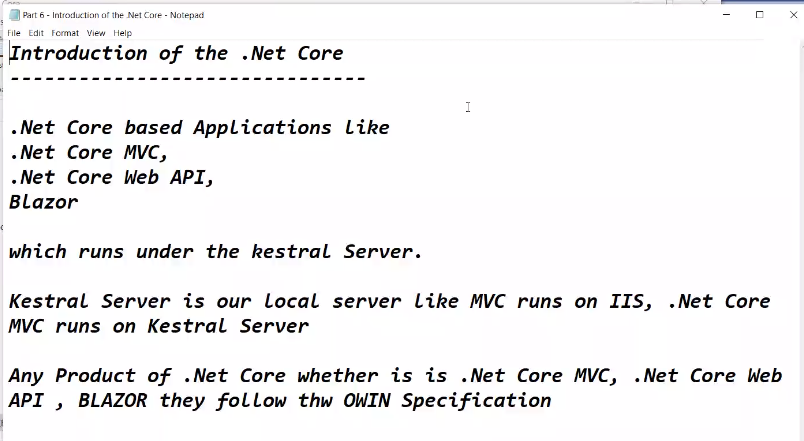 Part 6 - Introduction of the .Net Core - Notepad
File Edit Format View Help
Introduction of the .Net Core
-------------------------------
.Net Core based Applications like
.Net Core MVC,
.Net Core Web API,
Blazor
which runs under the kestral Server.
Kestral Server is our local server like MVC runs on IIS, .Net Core
MVC runs on Kestral Server
Any Product of .Net Core whether is is .Net Core MVC, .Net Core Web
API , BLAZOR they follow thw OWIN Specification